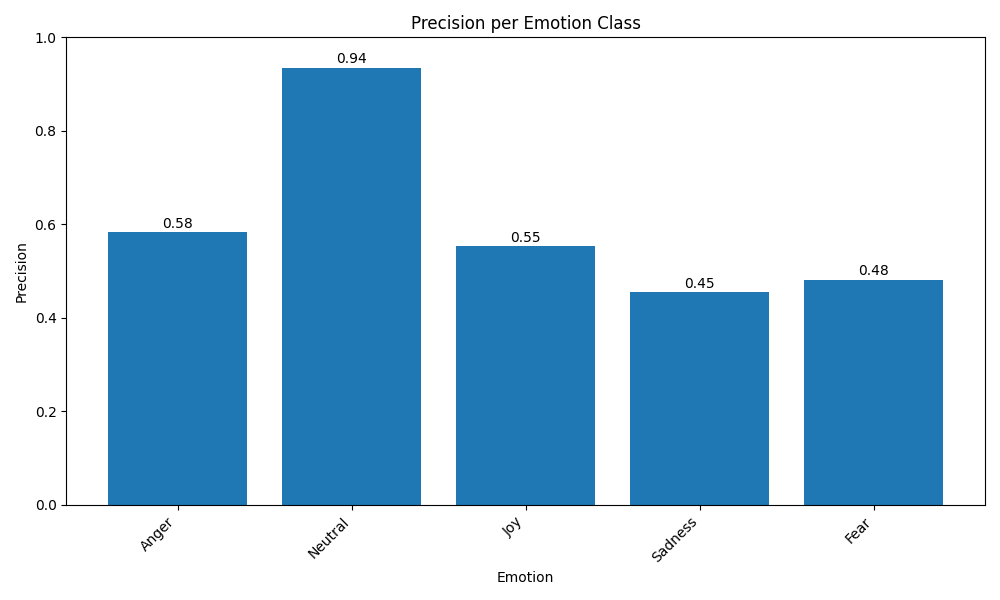 Precision per Emotion Class
1.0
0.8
0.6
0.4
0.2
0.0
Precision
0.58
0.94
0.55
0.45
0.48
Anger
Neutral
Joy
Sadness
Fear
Emotion